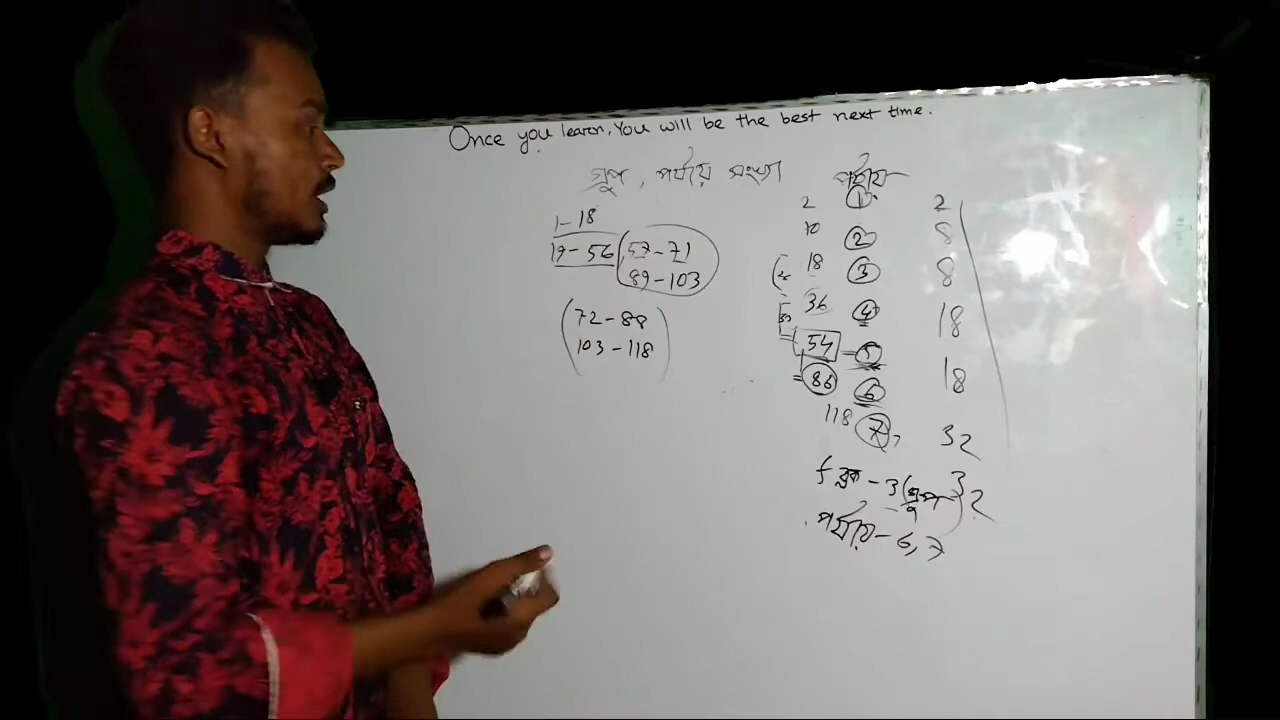 Once you learn, You will be the best next time.
গ্রুপ, পর্যায় সংখ্যা পর্যায়
1-18
19-56 57-71
89-103
72-88
103-118
2 1 2
10 2 8
18 3 8
36 4 18
= 54 = 5 18
= 86 6 32
118 7
f ব্লক - 3 গ্রুপ
পর্যায় - 6, 7